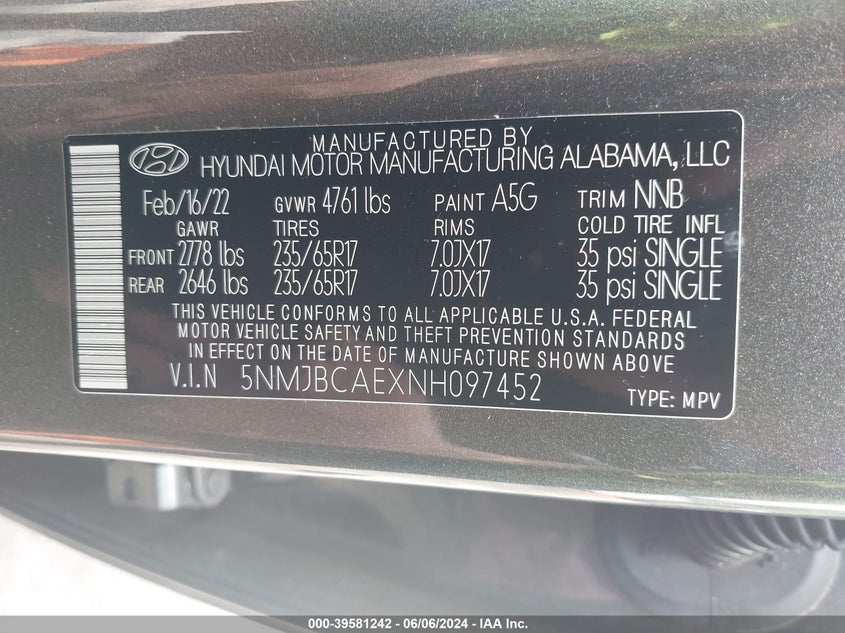 MANUFACTURED BY
HYUNDAI MOTOR MANUFACTURING ALABAMA, LLC
Feb/16/22 GVWR 4761 lbs PAINT A5G TRIM NNB
GAWR TIRES RIMS COLD TIRE INFL
FRONT 2778 lbs 235/65R17 7.0JX17 35 psi SINGLE
REAR 2646 lbs 235/65R17 7.0JX17 35 psi SINGLE
THIS VEHICLE CONFORMS TO ALL APPLICABLE U.S.A. FEDERAL
MOTOR VEHICLE SAFETY AND THEFT PREVENTION STANDARDS
IN EFFECT ON THE DATE OF MANUFACTURE SHOWN ABOVE
V.I.N 5NMJBCAEXNH097452
TYPE: MPV
000-39581242 - 06/06/2024 - IAA Inc.